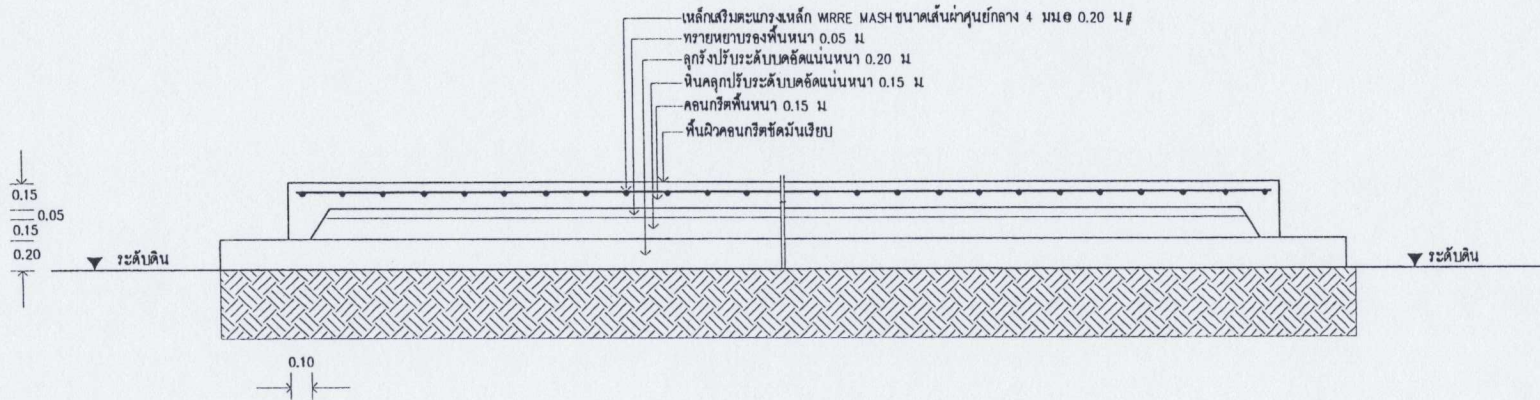 เหล็กเสริมตะแกรงเหล็ก WRRE MASH ขนาดเส้นผ่าศูนย์กลาง 4 มม@ 0.20 ม#
ทรายหยาบรองพื้นหนา 0.05 ม
ลูกรังปรับระดับบดอัดแน่นหนา 0.20 ม
หินคลุกปรับระดับบดอัดแน่นหนา 0.15 ม
คอนกรีตพื้นหนา 0.15 ม
พื้นผิวคอนกรีตขัดมันเรียบ
0.15
0.05
0.15
0.20
ระดับดิน
ระดับดิน
0.10